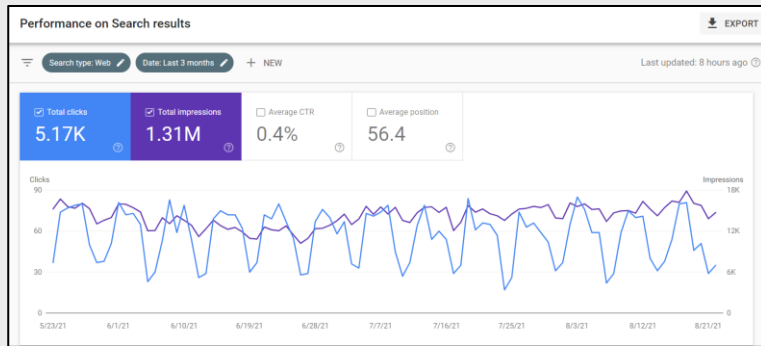 Performance on Search results
EXPORT
Search type: Web
Date: Last 3 months
+ NEW
Last updated: 8 hours ago
Total clicks
Total impressions
Average CTR
Average position
5.17K
1.31M
0.4%
56.4
Clicks
Impressions
90
18K
60
12K
30
6K
0
0
5/23/21
6/1/21
6/10/21
6/19/21
6/28/21
7/7/21
7/16/21
7/25/21
8/3/21
8/12/21
8/21/21